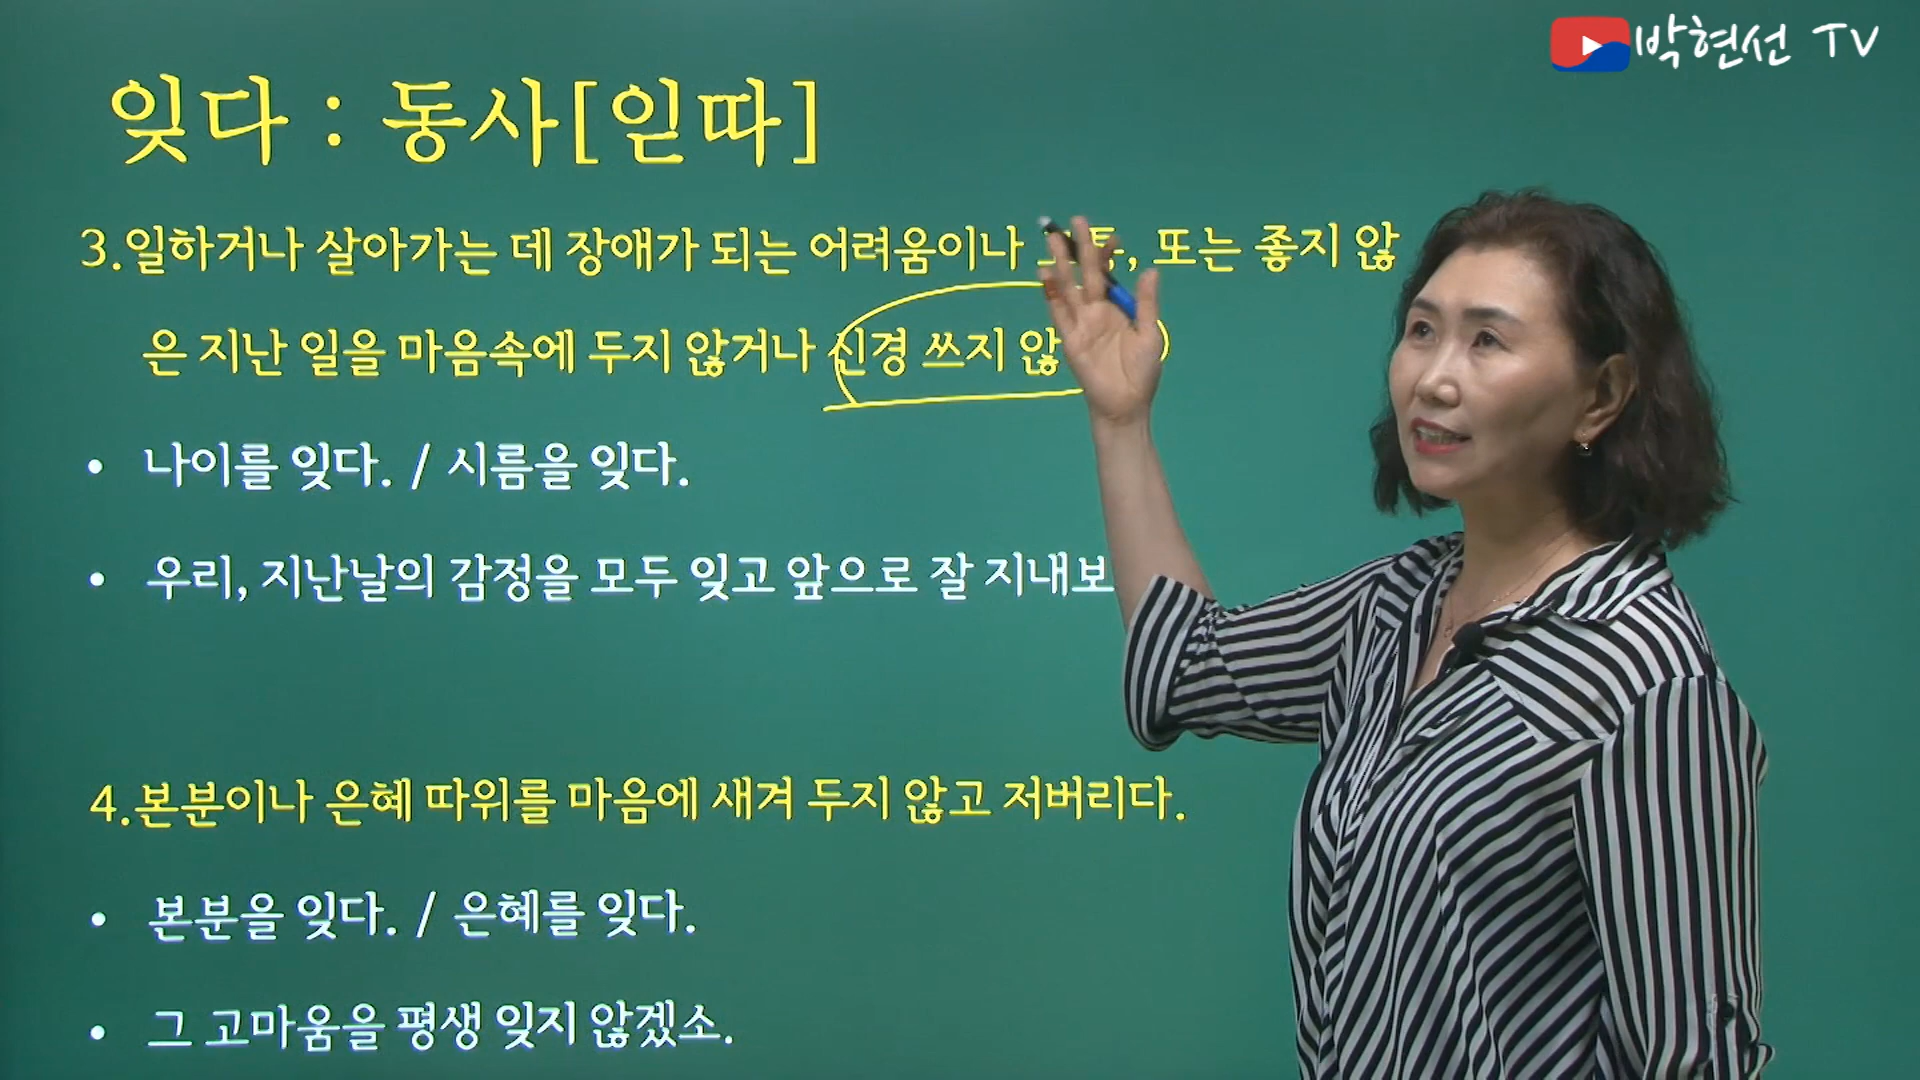 박현선 TV
잊다 : 동사[읻따]
3.일하거나 살아가는 데 장애가 되는 어려움이나 또는 좋지 않
은 지난 일을 마음속에 두지 않거나 신경 쓰지 않
• 나이를 잊다. / 시름을 잊다.
• 우리, 지난날의 감정을 모두 잊고 앞으로 잘 지내보
4.본분이나 은혜 따위를 마음에 새겨 두지 않고 저버리다.
• 본분을 잊다. / 은혜를 잊다.
• 그 고마움을 평생 잊지 않겠소.